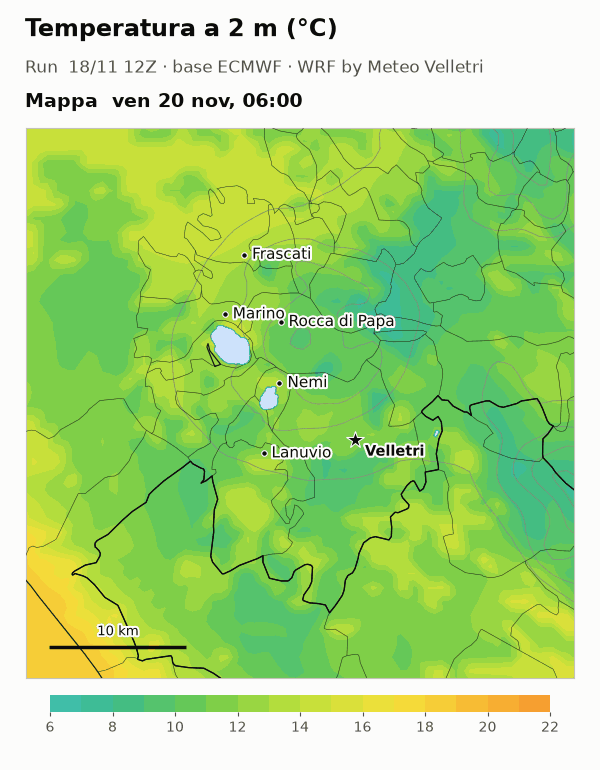 Temperatura a 2 m (°C)
Run  18/11 12Z · base ECMWF · WRF by Meteo Velletri
Mappa  ven 20 nov, 06:00
Frascati
Marino
Rocca di Papa
Nemi
Velletri
Lanuvio
10 km
6 8 10 12 14 16 18 20 22